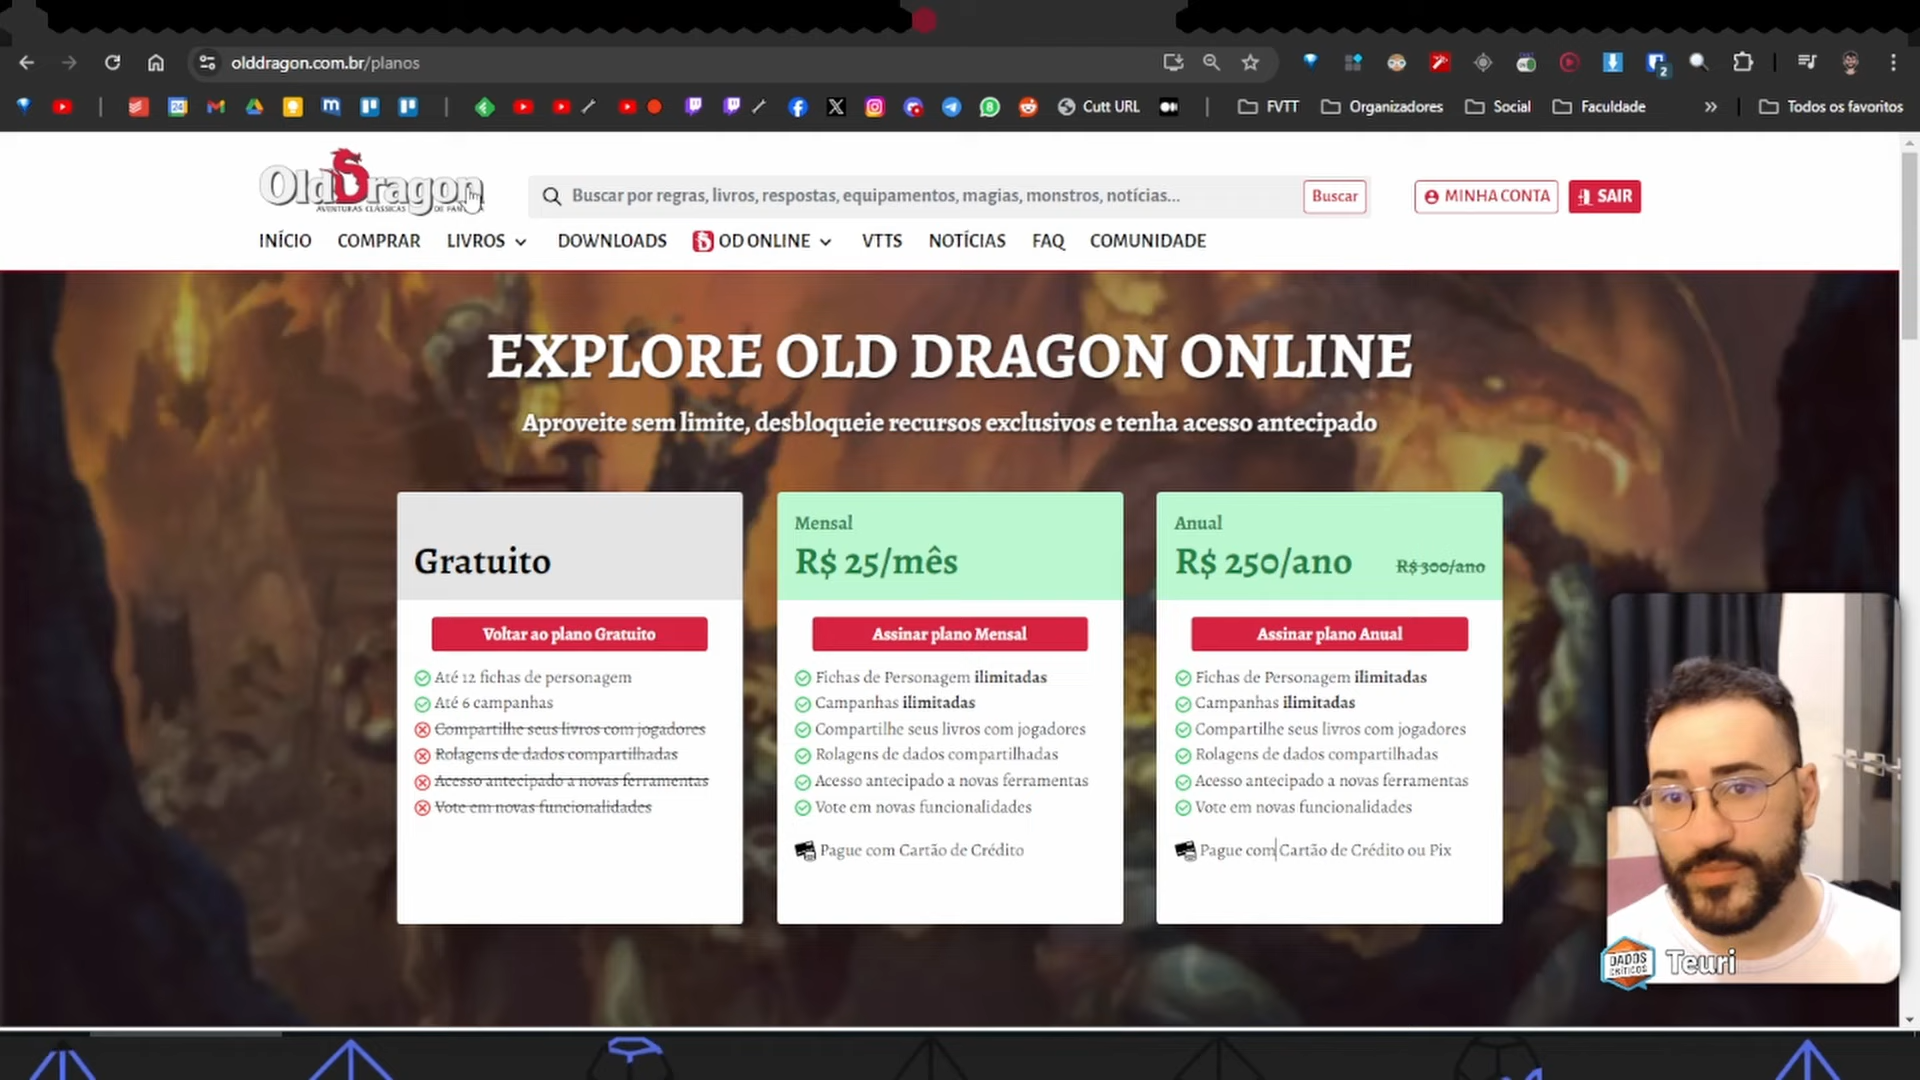 olddragon.com.br/planos
2
24
8
Cutt URL
FVTT
Organizadores
Social
Faculdade
»
Todos os favoritos
OldDragon
AVENTURAS CLÁSSICAS DE FANTA
Buscar por regras, livros, respostas, equipamentos, magias, monstros, notícias...
Buscar
MINHA CONTA
SAIR
INÍCIO
COMPRAR
LIVROS
DOWNLOADS
OD ONLINE
VTTS
NOTÍCIAS
FAQ
COMUNIDADE
EXPLORE OLD DRAGON ONLINE
Aproveite sem limite, desbloqueie recursos exclusivos e tenha acesso antecipado
Gratuito
Voltar ao plano Gratuito
Até 12 fichas de personagem
Até 6 campanhas
Compartilhe seus livros com jogadores
Rolagens de dados compartilhadas
Acesso antecipado a novas ferramentas
Vote em novas funcionalidades
Mensal
R$ 25/mês
Assinar plano Mensal
Fichas de Personagem ilimitadas
Campanhas ilimitadas
Compartilhe seus livros com jogadores
Rolagens de dados compartilhadas
Acesso antecipado a novas ferramentas
Vote em novas funcionalidades
Pague com Cartão de Crédito
Anual
R$ 250/ano R$ 300/ano
Assinar plano Anual
Fichas de Personagem ilimitadas
Campanhas ilimitadas
Compartilhe seus livros com jogadores
Rolagens de dados compartilhadas
Acesso antecipado a novas ferramentas
Vote em novas funcionalidades
Pague com Cartão de Crédito ou Pix
DADOS
CRÍTICOS
Teuri